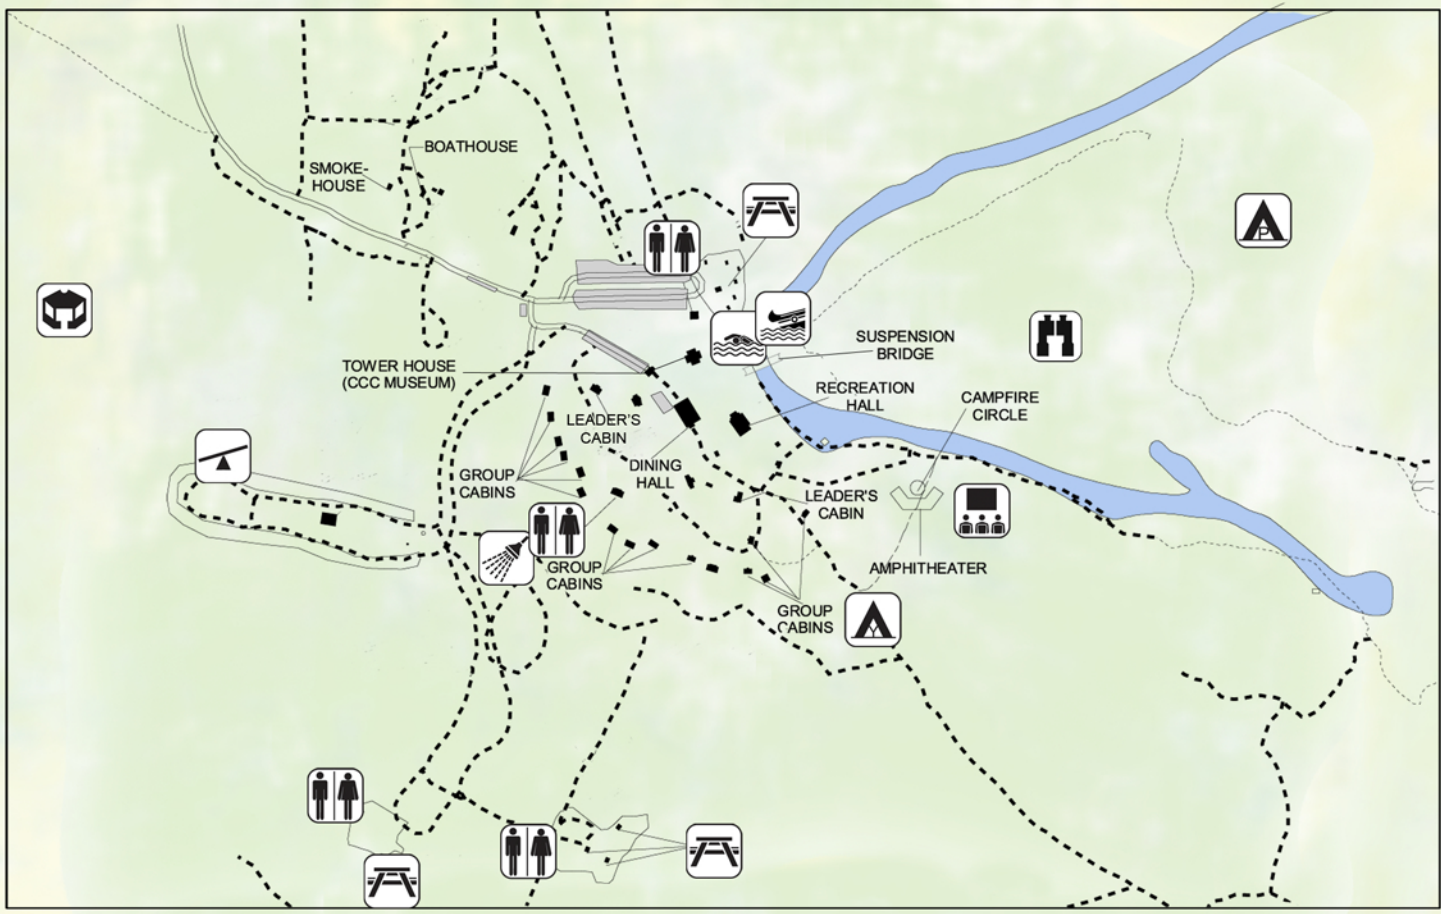 BOATHOUSE
SMOKE-
HOUSE
P
SUSPENSION
BRIDGE
TOWER HOUSE
(CCC MUSEUM)
RECREATION
HALL
CAMPFIRE
CIRCLE
LEADER'S
CABIN
DINING
HALL
GROUP
CABINS
LEADER'S
CABIN
GROUP
CABINS
AMPHITHEATER
GROUP
CABINS
Y